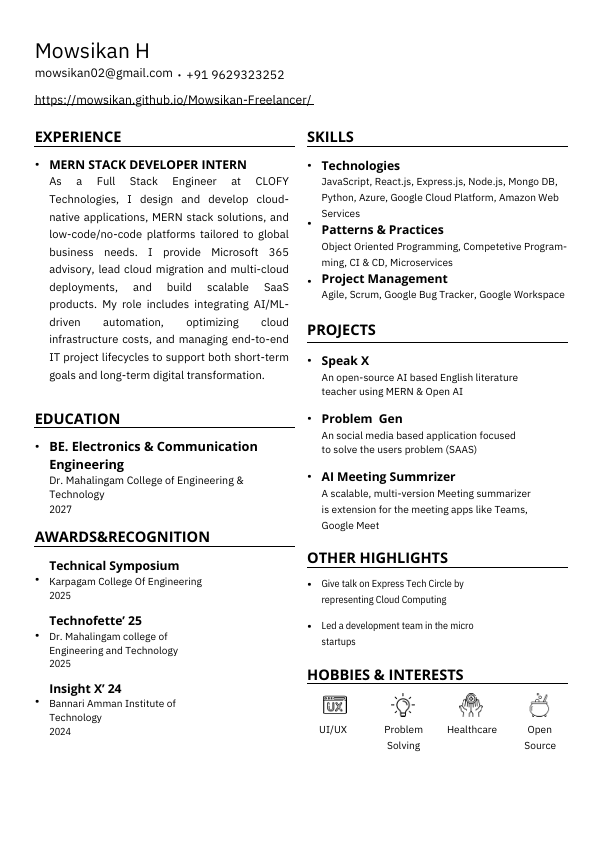 Mowsikan H
mowsikan02@gmail.com • +91 9629323252
https://mowsikan.github.io/Mowsikan-Freelancer/
EXPERIENCE
• MERN STACK DEVELOPER INTERN
As a Full Stack Engineer at CLOFY
Technologies, I design and develop cloud-
native applications, MERN stack solutions, and
low-code/no-code platforms tailored to global
business needs. I provide Microsoft 365
advisory, lead cloud migration and multi-cloud
deployments, and build scalable SaaS
products. My role includes integrating AI/ML-
driven automation, optimizing cloud
infrastructure costs, and managing end-to-end
IT project lifecycles to support both short-term
goals and long-term digital transformation.
EDUCATION
• BE. Electronics & Communication
Engineering
Dr. Mahalingam College of Engineering &
Technology
2027
AWARDS&RECOGNITION
Technical Symposium
• Karpagam College Of Engineering
2025
Technofette’ 25
• Dr. Mahalingam college of
Engineering and Technology
2025
Insight X’ 24
• Bannari Amman Institute of
Technology
2024
SKILLS
• Technologies
JavaScript, React.js, Express.js, Node.js, Mongo DB,
Python, Azure, Google Cloud Platform, Amazon Web
Services
• Patterns & Practices
Object Oriented Programming, Competetive Program-
ming, CI & CD, Microservices
• Project Management
Agile, Scrum, Google Bug Tracker, Google Workspace
PROJECTS
• Speak X
An open-source AI based English literature
teacher using MERN & Open AI
• Problem Gen
An social media based application focused
to solve the users problem (SAAS)
• AI Meeting Summrizer
A scalable, multi-version Meeting summarizer
is extension for the meeting apps like Teams,
Google Meet
OTHER HIGHLIGHTS
• Give talk on Express Tech Circle by
representing Cloud Computing
• Led a development team in the micro
startups
HOBBIES & INTERESTS
UX
UI/UX
Problem
Solving
Healthcare
Open
Source